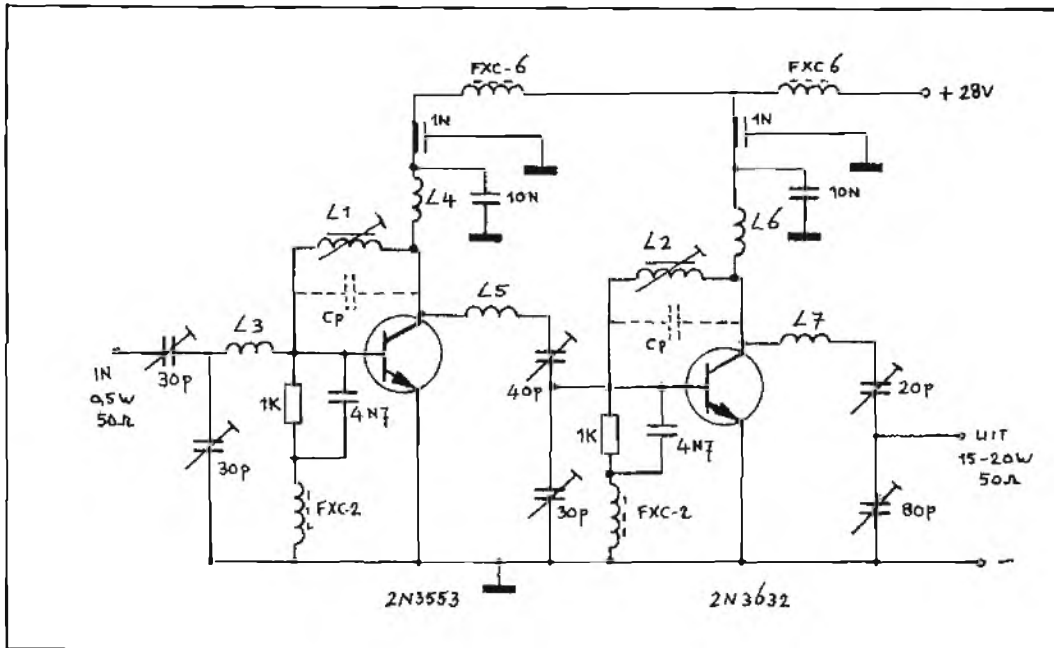 FXC-6
FXC 6
+ 28V
1N
1N
L4
10N
L6
10N
L1
L2
Cp
L5
Cp
L7
L3
IN
0,5W
50Ω
30p
30p
1K
4N7
FXC-2
40p
30p
1K
4N7
FXC-2
20p
UIT
15-20W
50Ω
80p
-
2N3553
2N3632